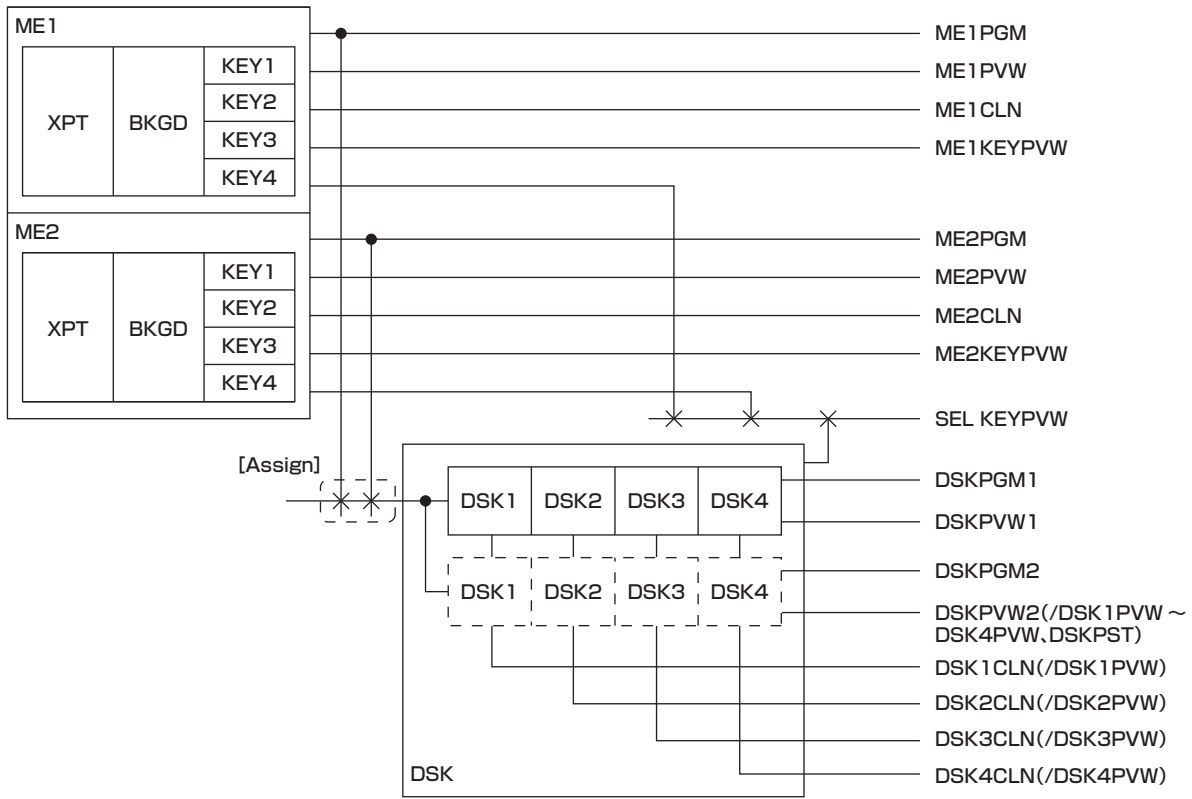 ME1
XPT
BKGD
KEY1
KEY2
KEY3
KEY4
ME1PGM
ME1PVW
ME1CLN
ME1KEYPVW
ME2
XPT
BKGD
KEY1
KEY2
KEY3
KEY4
ME2PGM
ME2PVW
ME2CLN
ME2KEYPVW
SEL KEYPVW
[Assign]
DSK1
DSK2
DSK3
DSK4
DSKPGM1
DSKPVW1
DSK1
DSK2
DSK3
DSK4
DSKPGM2
DSKPVW2(/DSK1PVW～
DSK4PVW、DSKPST)
DSK1CLN(/DSK1PVW)
DSK2CLN(/DSK2PVW)
DSK3CLN(/DSK3PVW)
DSK4CLN(/DSK4PVW)
DSK